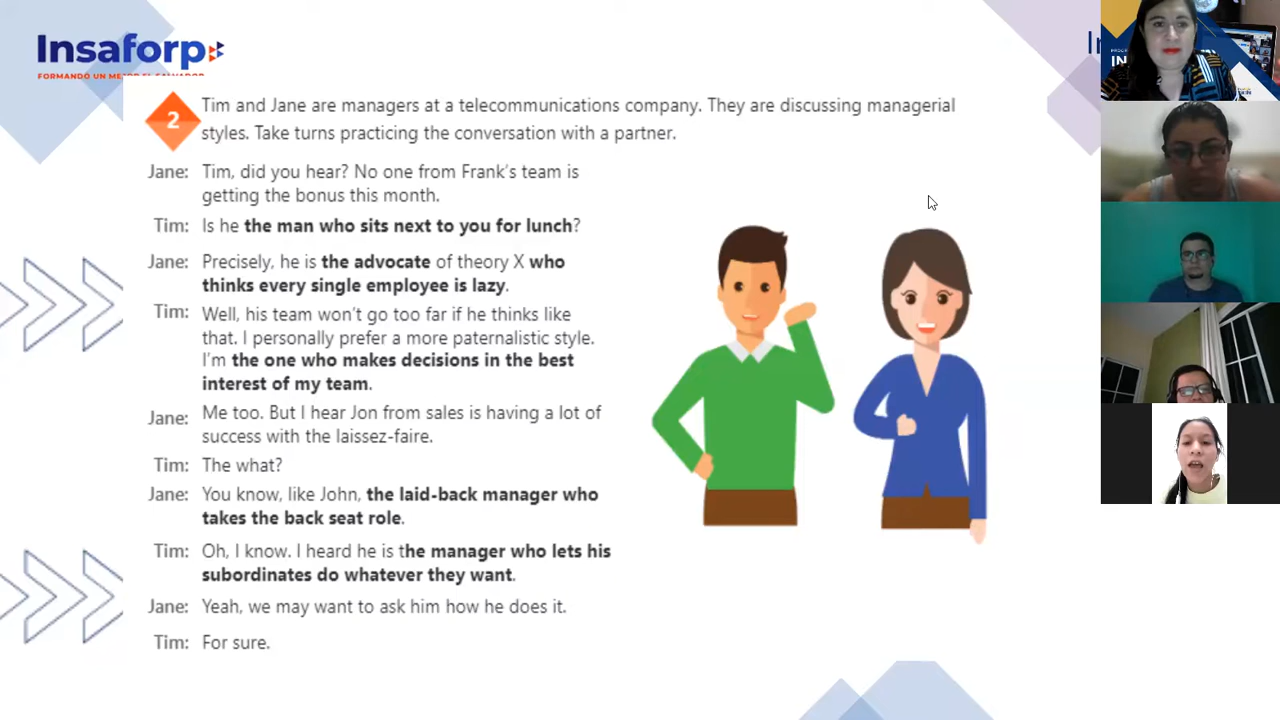 Insaforp
FORMANDO UN MEJOR EL SALVADOR
2
Tim and Jane are managers at a telecommunications company. They are discussing managerial
styles. Take turns practicing the conversation with a partner.
Jane: Tim, did you hear? No one from Frank's team is
getting the bonus this month.
Tim: Is he the man who sits next to you for lunch?
Jane: Precisely, he is the advocate of theory X who
thinks every single employee is lazy.
Tim: Well, his team won't go too far if he thinks like
that. I personally prefer a more paternalistic style.
I'm the one who makes decisions in the best
interest of my team.
Jane: Me too. But I hear Jon from sales is having a lot of
success with the laissez-faire.
Tim: The what?
Jane: You know, like John, the laid-back manager who
takes the back seat role.
Tim: Oh, I know. I heard he is the manager who lets his
subordinates do whatever they want.
Jane: Yeah, we may want to ask him how he does it.
Tim: For sure.